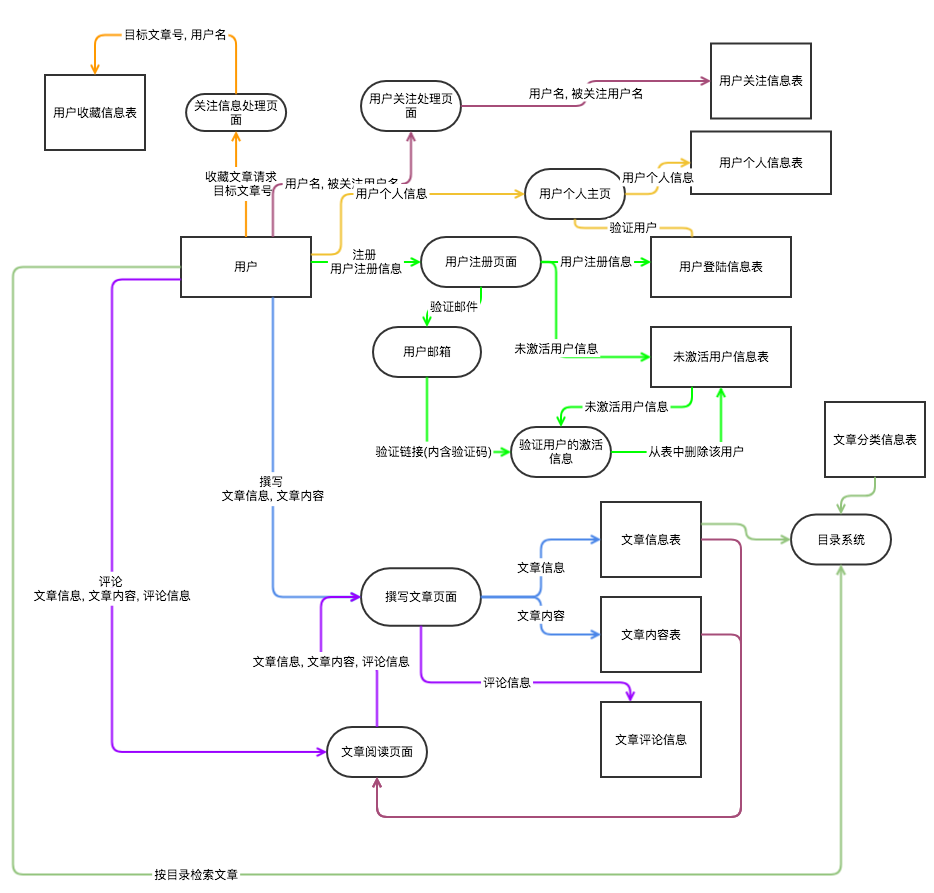 目标文章号, 用户名
用户收藏信息表
关注信息处理页
面
用户关注处理页
面
用户名, 被关注用户名
用户关注信息表
收藏文章请求
目标文章号
用户名, 被关注用户名
用户个人信息
用户个人主页
用户个人信息
用户个人信息表
验证用户
用户
注册
用户注册信息
用户注册页面
用户注册信息
用户登陆信息表
验证邮件
用户邮箱
未激活用户信息
未激活用户信息表
未激活用户信息
验证链接(内含验证码)
验证用户的激活
信息
从表中删除该用户
文章分类信息表
撰写
文章信息, 文章内容
文章信息表
目录系统
文章信息
评论
文章信息, 文章内容, 评论信息
撰写文章页面
文章内容
文章内容表
文章信息, 文章内容, 评论信息
评论信息
文章评论信息
文章阅读页面
按目录检索文章